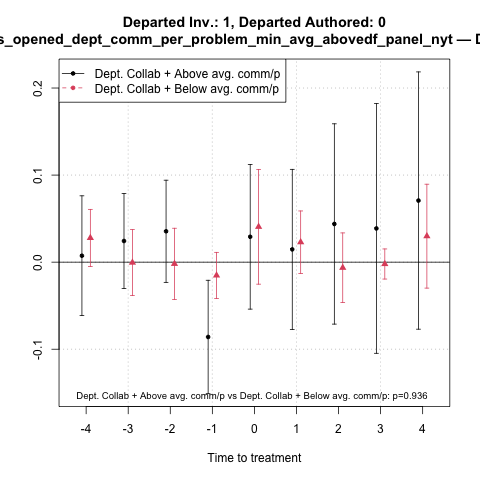 Departed Inv.: 1, Departed Authored: 0
s_opened_dept_comm_per_problem_min_avg_abovedf_panel_nyt — D
Dept. Collab + Above avg. comm/p
Dept. Collab + Below avg. comm/p
0.2
0.1
0.0
-0.1
Dept. Collab + Above avg. comm/p vs Dept. Collab + Below avg. comm/p: p=0.936
-4 -3 -2 -1 0 1 2 3 4
Time to treatment